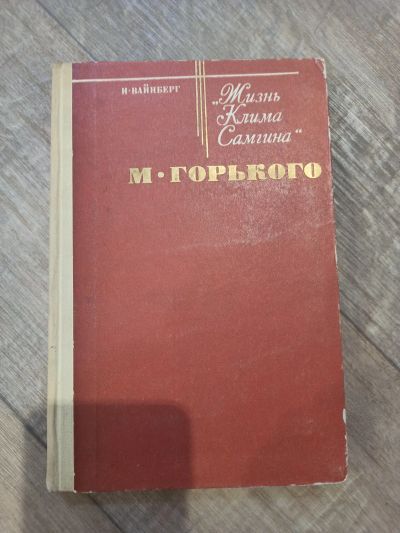 И·ВАЙНБЕРГ
„Жизнь
Клима
Самгина“
М·ГОРЬКОГО